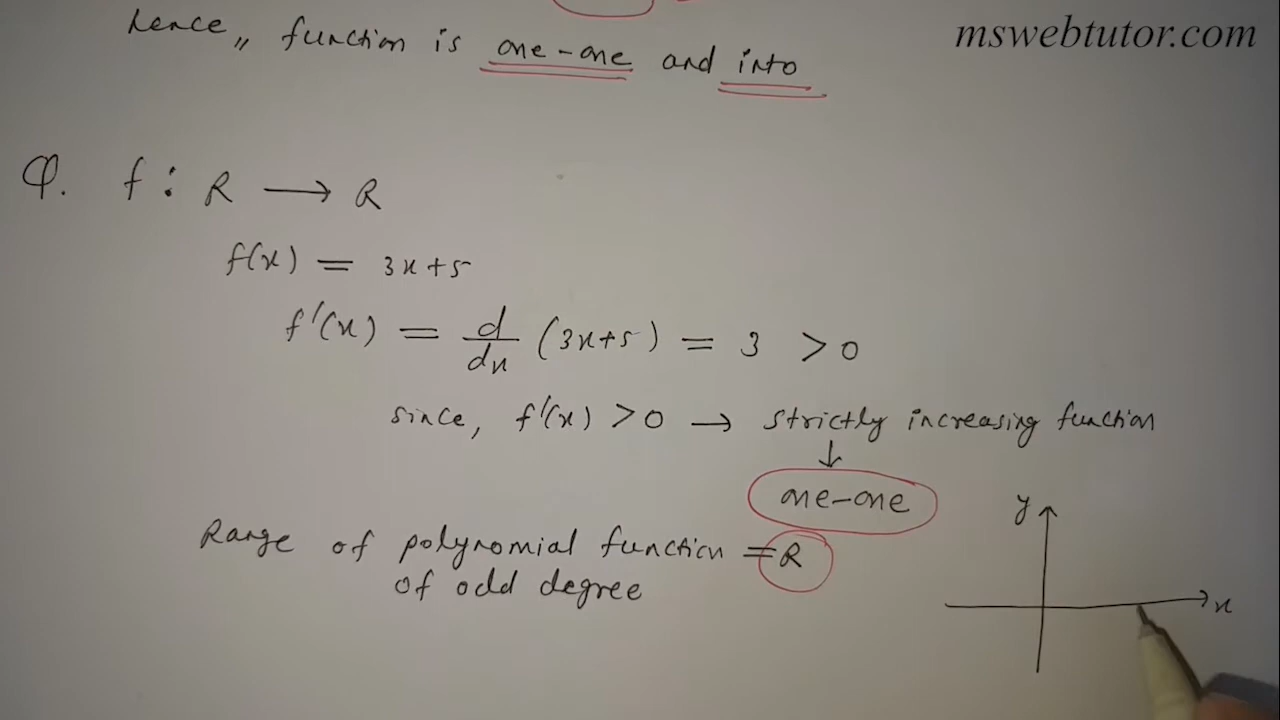 mswebtutor.com
hence,, function is one-one and into
Q. f : R → R
f(x) = 3x+5
f'(x) = d/dx (3x+5) = 3 > 0
since, f'(x) > 0 → strictly increasing function
↓
one-one
Range of polynomial function = R
of odd degree
y
x